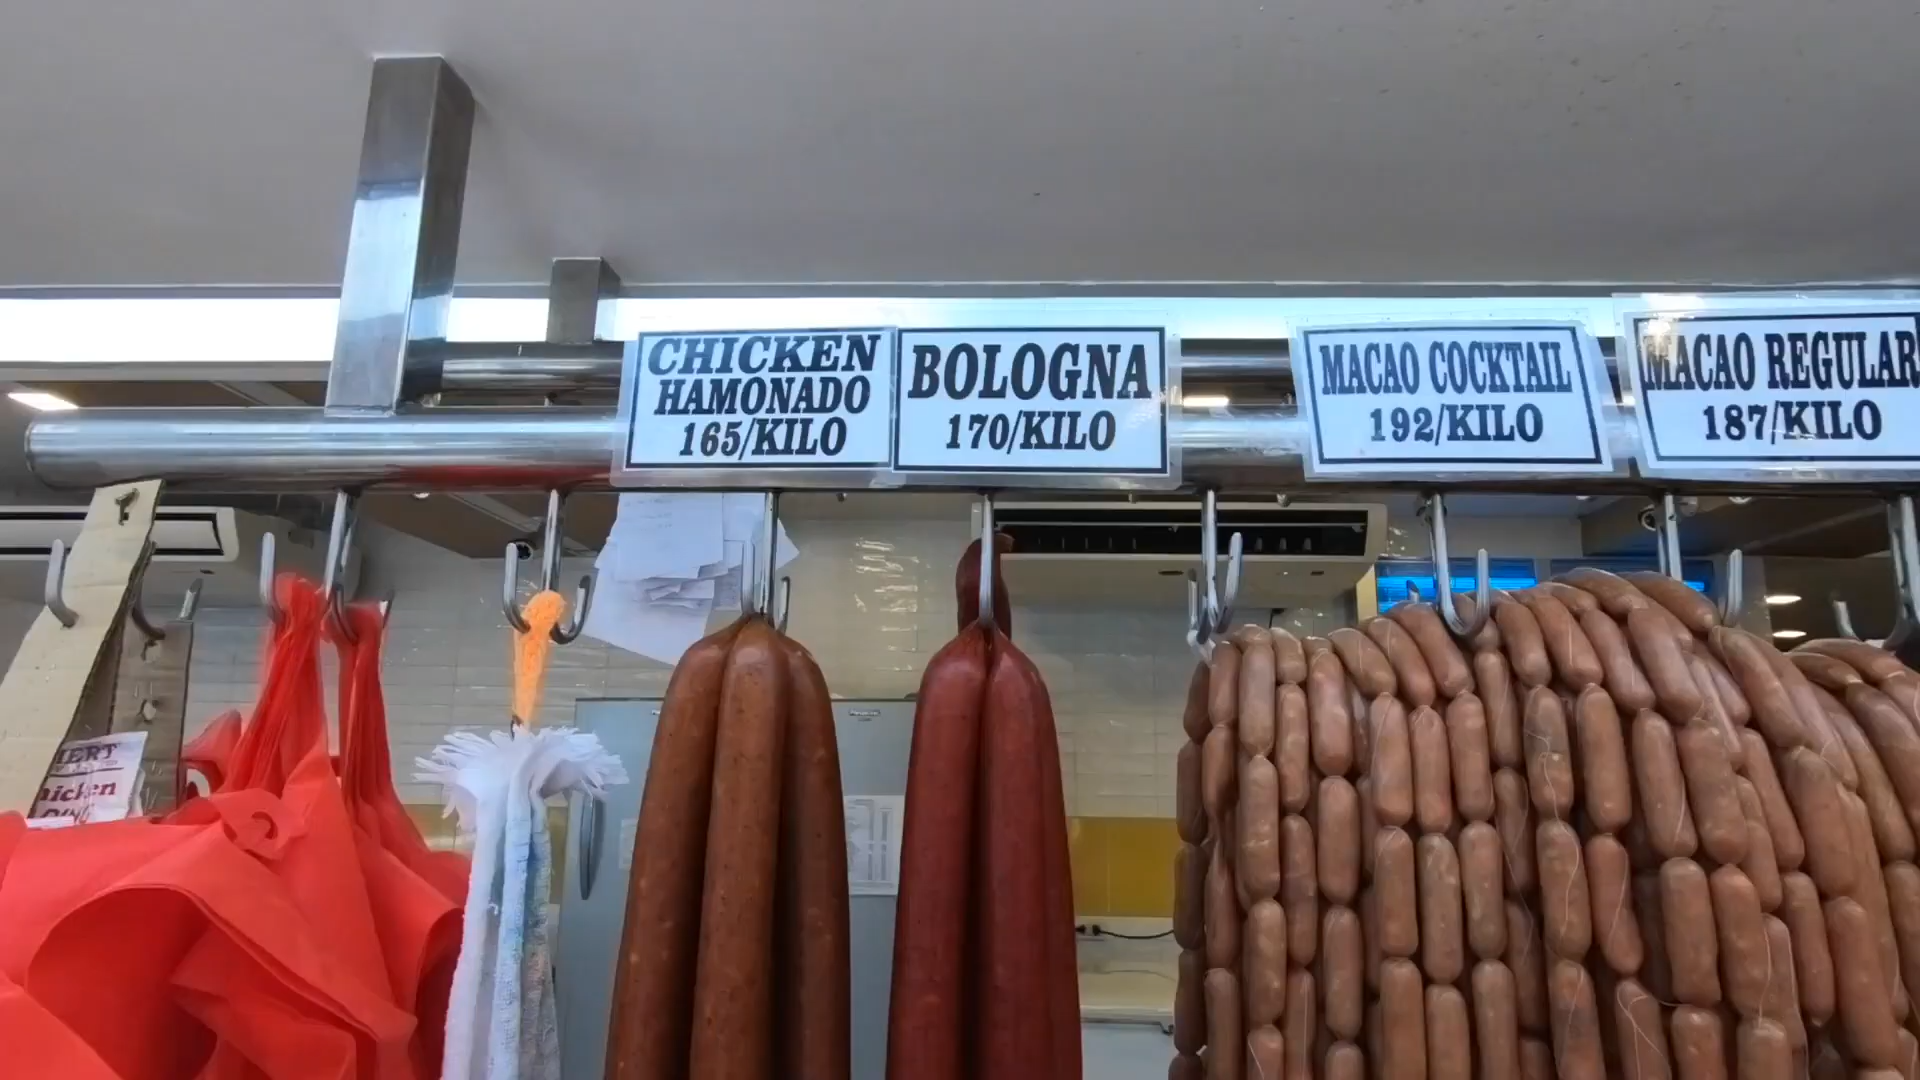 CHICKEN
HAMONADO
165/KILO
BOLOGNA
170/KILO
MACAO COCKTAIL
192/KILO
MACAO REGULAR
187/KILO